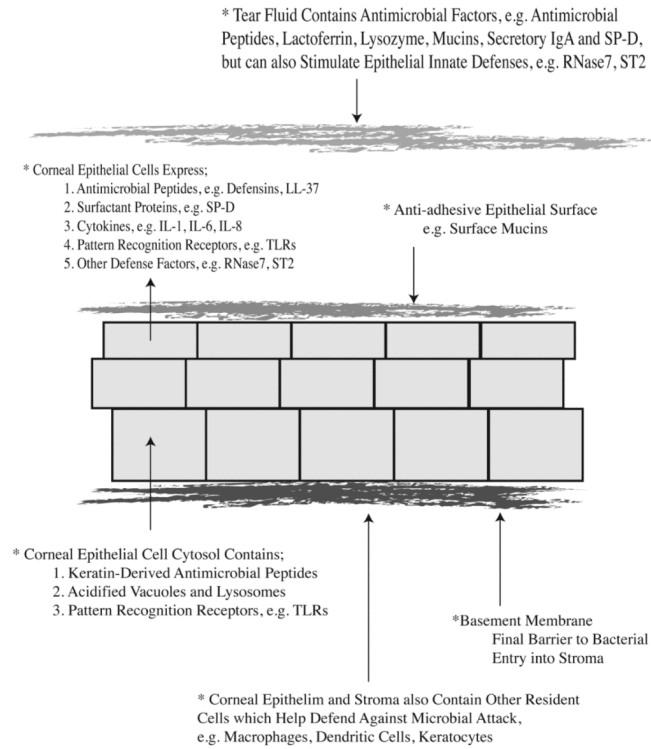 * Tear Fluid Contains Antimicrobial Factors, e.g. Antimicrobial
Peptides, Lactoferrin, Lysozyme, Mucins, Secretory IgA and SP-D,
but can also Stimulate Epithelial Innate Defenses, e.g. RNase7, ST2
* Corneal Epithelial Cells Express;
1. Antimicrobial Peptides, e.g. Defensins, LL-37
2. Surfactant Proteins, e.g. SP-D
3. Cytokines, e.g. IL-1, IL-6, IL-8
4. Pattern Recognition Receptors, e.g. TLRs
5. Other Defense Factors, e.g. RNase7, ST2
* Anti-adhesive Epithelial Surface
e.g. Surface Mucins
* Corneal Epithelial Cell Cytosol Contains;
1. Keratin-Derived Antimicrobial Peptides
2. Acidified Vacuoles and Lysosomes
3. Pattern Recognition Receptors, e.g. TLRs
*Basement Membrane
Final Barrier to Bacterial
Entry into Stroma
* Corneal Epithelim and Stroma also Contain Other Resident
Cells which Help Defend Against Microbial Attack,
e.g. Macrophages, Dendritic Cells, Keratocytes